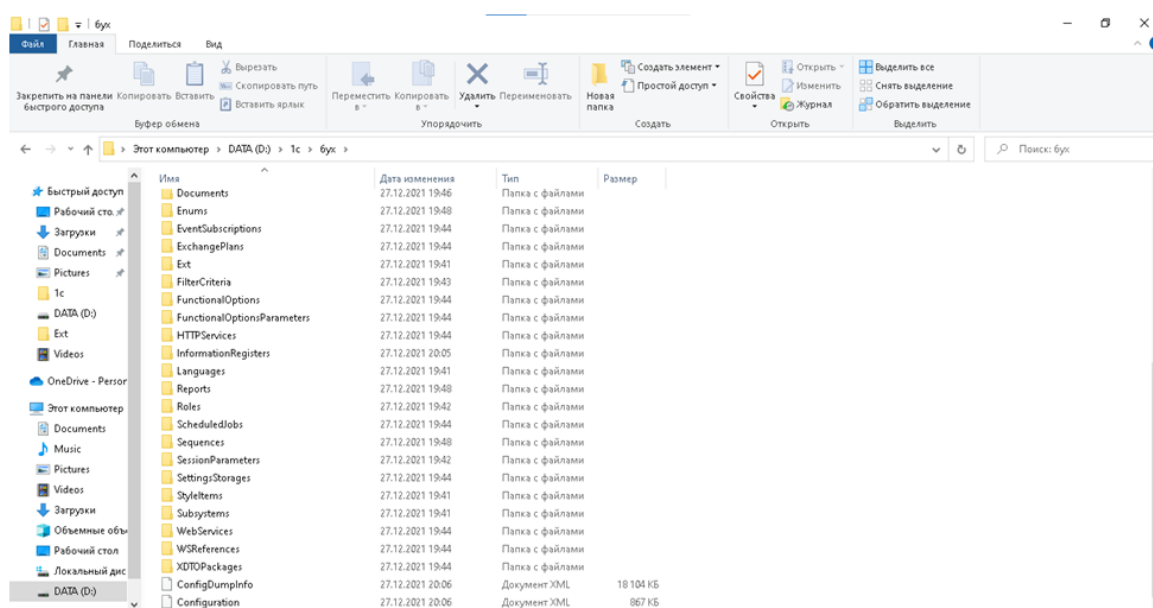 бух
Файл Главная Поделиться Вид
Закрепить на панели быстрого доступа
Копировать Вставить
Вырезать
Скопировать путь
Вставить ярлык
Буфер обмена
Переместить в Копировать в
Удалить Переименовать
Упорядочить
Новая папка
Создать элемент
Простой доступ
Создать
Свойства
Открыть
Изменить
Журнал
Открыть
Выделить все
Снять выделение
Обратить выделение
Выделить
Этот компьютер > DATA (D:) > 1c > бух >
Поиск: бух
Быстрый доступ
Рабочий сто.
Загрузки
Documents
Pictures
1c
DATA (D:)
Ext
Videos
OneDrive - Person
Этот компьютер
Documents
Music
Pictures
Videos
Загрузки
Объемные объ
Рабочий стол
Локальный дис
DATA (D:)
Имя Дата изменения Тип Размер
Documents 27.12.2021 19:46 Папка с файлами
Enums 27.12.2021 19:48 Папка с файлами
EventSubscriptions 27.12.2021 19:44 Папка с файлами
ExchangePlans 27.12.2021 19:44 Папка с файлами
Ext 27.12.2021 19:41 Папка с файлами
FilterCriteria 27.12.2021 19:43 Папка с файлами
FunctionalOptions 27.12.2021 19:44 Папка с файлами
FunctionalOptionsParameters 27.12.2021 19:44 Папка с файлами
HTTPServices 27.12.2021 19:44 Папка с файлами
InformationRegisters 27.12.2021 20:05 Папка с файлами
Languages 27.12.2021 19:41 Папка с файлами
Reports 27.12.2021 19:48 Папка с файлами
Roles 27.12.2021 19:42 Папка с файлами
ScheduledJobs 27.12.2021 19:44 Папка с файлами
Sequences 27.12.2021 19:48 Папка с файлами
SessionParameters 27.12.2021 19:42 Папка с файлами
SettingsStorages 27.12.2021 19:44 Папка с файлами
StyleItems 27.12.2021 19:41 Папка с файлами
Subsystems 27.12.2021 19:41 Папка с файлами
WebServices 27.12.2021 19:44 Папка с файлами
WSReferences 27.12.2021 19:44 Папка с файлами
XDTOPackages 27.12.2021 19:44 Папка с файлами
ConfigDumpInfo 27.12.2021 20:06 Документ XML 18 104 КБ
Configuration 27.12.2021 20:06 Документ XML 867 КБ